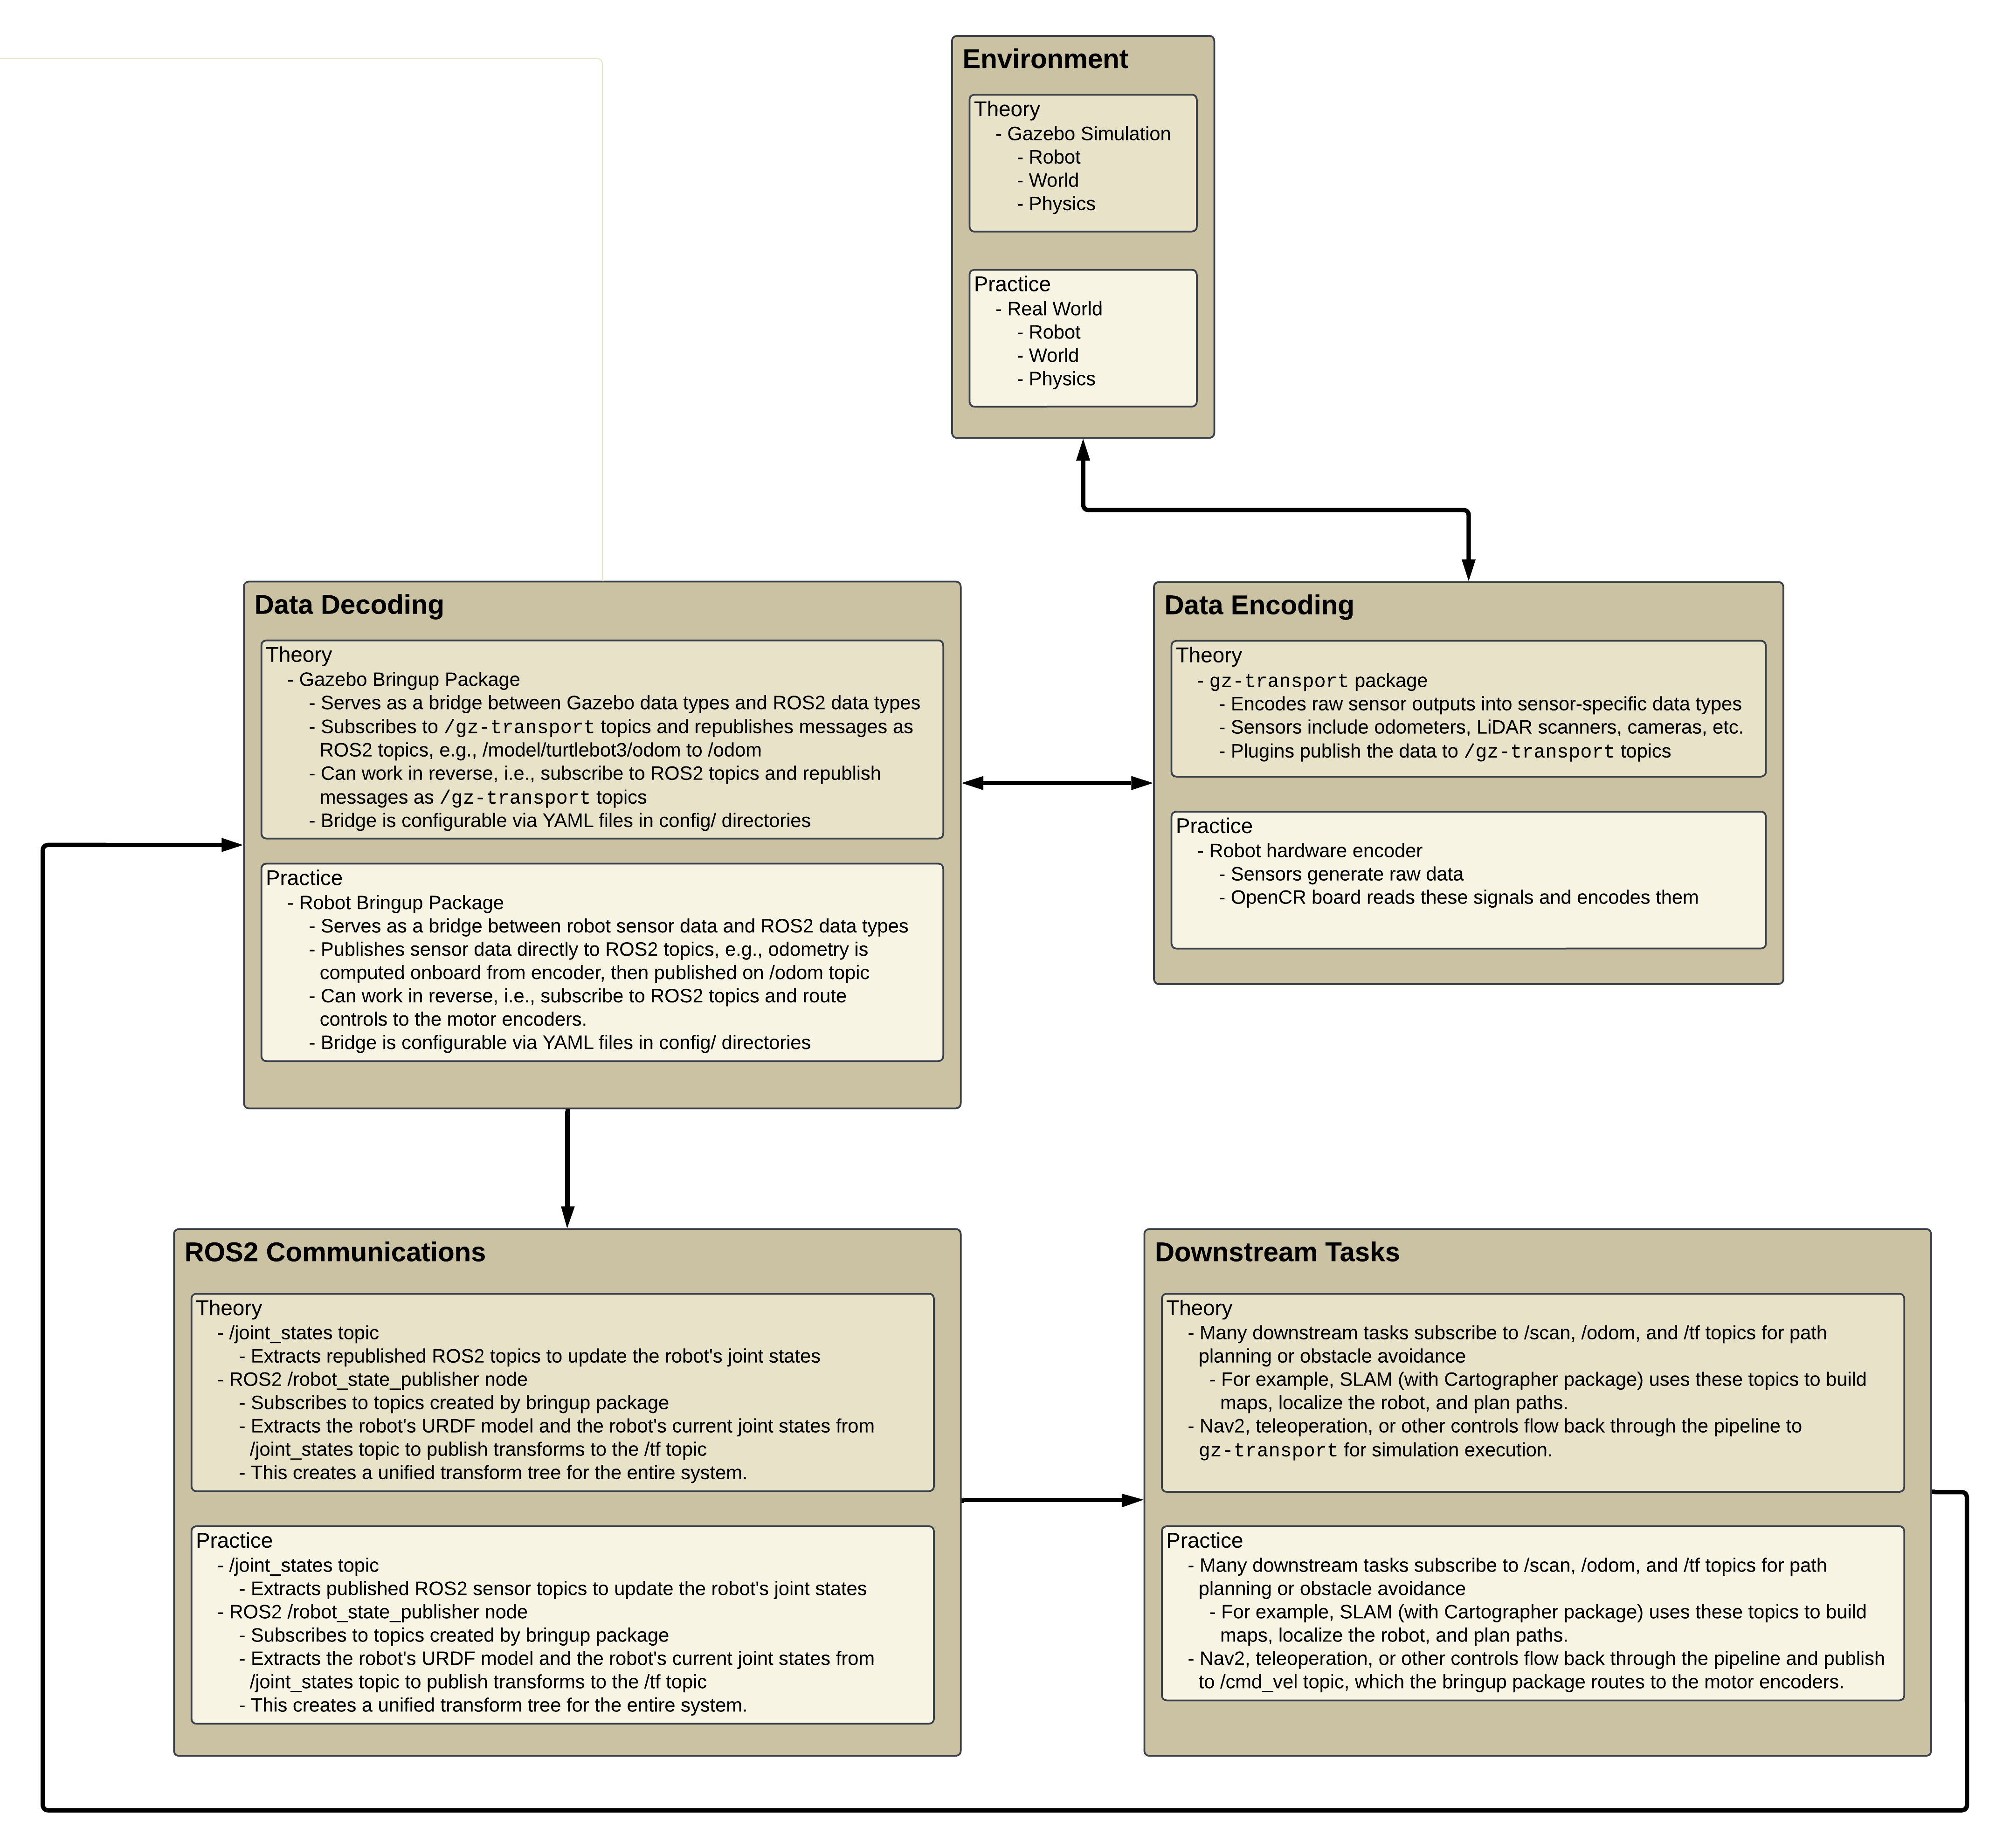 Environment
Theory
- Gazebo Simulation
- Robot
- World
- Physics
Practice
- Real World
- Robot
- World
- Physics
Data Decoding
Theory
- Gazebo Bringup Package
- Serves as a bridge between Gazebo data types and ROS2 data types
- Subscribes to /gz-transport topics and republishes messages as
ROS2 topics, e.g., /model/turtlebot3/odom to /odom
- Can work in reverse, i.e., subscribe to ROS2 topics and republish
messages as /gz-transport topics
- Bridge is configurable via YAML files in config/ directories
Practice
- Robot Bringup Package
- Serves as a bridge between robot sensor data and ROS2 data types
- Publishes sensor data directly to ROS2 topics, e.g., odometry is
computed onboard from encoder, then published on /odom topic
- Can work in reverse, i.e., subscribe to ROS2 topics and route
controls to the motor encoders.
- Bridge is configurable via YAML files in config/ directories
Data Encoding
Theory
- gz-transport package
- Encodes raw sensor outputs into sensor-specific data types
- Sensors include odometers, LiDAR scanners, cameras, etc.
- Plugins publish the data to /gz-transport topics
Practice
- Robot hardware encoder
- Sensors generate raw data
- OpenCR board reads these signals and encodes them
ROS2 Communications
Theory
- /joint_states topic
- Extracts republished ROS2 topics to update the robot's joint states
- ROS2 /robot_state_publisher node
- Subscribes to topics created by bringup package
- Extracts the robot's URDF model and the robot's current joint states from
/joint_states topic to publish transforms to the /tf topic
- This creates a unified transform tree for the entire system.
Practice
- /joint_states topic
- Extracts published ROS2 sensor topics to update the robot's joint states
- ROS2 /robot_state_publisher node
- Subscribes to topics created by bringup package
- Extracts the robot's URDF model and the robot's current joint states from
/joint_states topic to publish transforms to the /tf topic
- This creates a unified transform tree for the entire system.
Downstream Tasks
Theory
- Many downstream tasks subscribe to /scan, /odom, and /tf topics for path
planning or obstacle avoidance
- For example, SLAM (with Cartographer package) uses these topics to build
maps, localize the robot, and plan paths.
- Nav2, teleoperation, or other controls flow back through the pipeline to
gz-transport for simulation execution.
Practice
- Many downstream tasks subscribe to /scan, /odom, and /tf topics for path
planning or obstacle avoidance
- For example, SLAM (with Cartographer package) uses these topics to build
maps, localize the robot, and plan paths.
- Nav2, teleoperation, or other controls flow back through the pipeline and publish
to /cmd_vel topic, which the bringup package routes to the motor encoders.